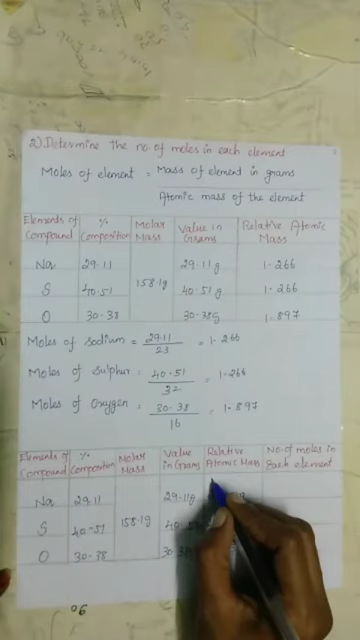 2) Determine the no. of moles in each element
Moles of element = Mass of element in grams
Atomic mass of the element
Elements of Compound % Composition Molar Mass Value in Grams Relative Atomic Mass
Na 29.11 158.1g 29.11g 1.266
S 40.51 40.51g 1.266
O 30.38 30.38g 1.897
Moles of Sodium = 29.11 / 23 = 1.266
Moles of Sulphur = 40.51 / 32 = 1.266
Moles of Oxygen = 30.38 / 16 = 1.897
Elements of Compound % Composition Molar Mass Value in Grams Relative Atomic Mass No. of moles in each element
Na 29.11 158.1g 29.11g
S 40.51
O 30.38